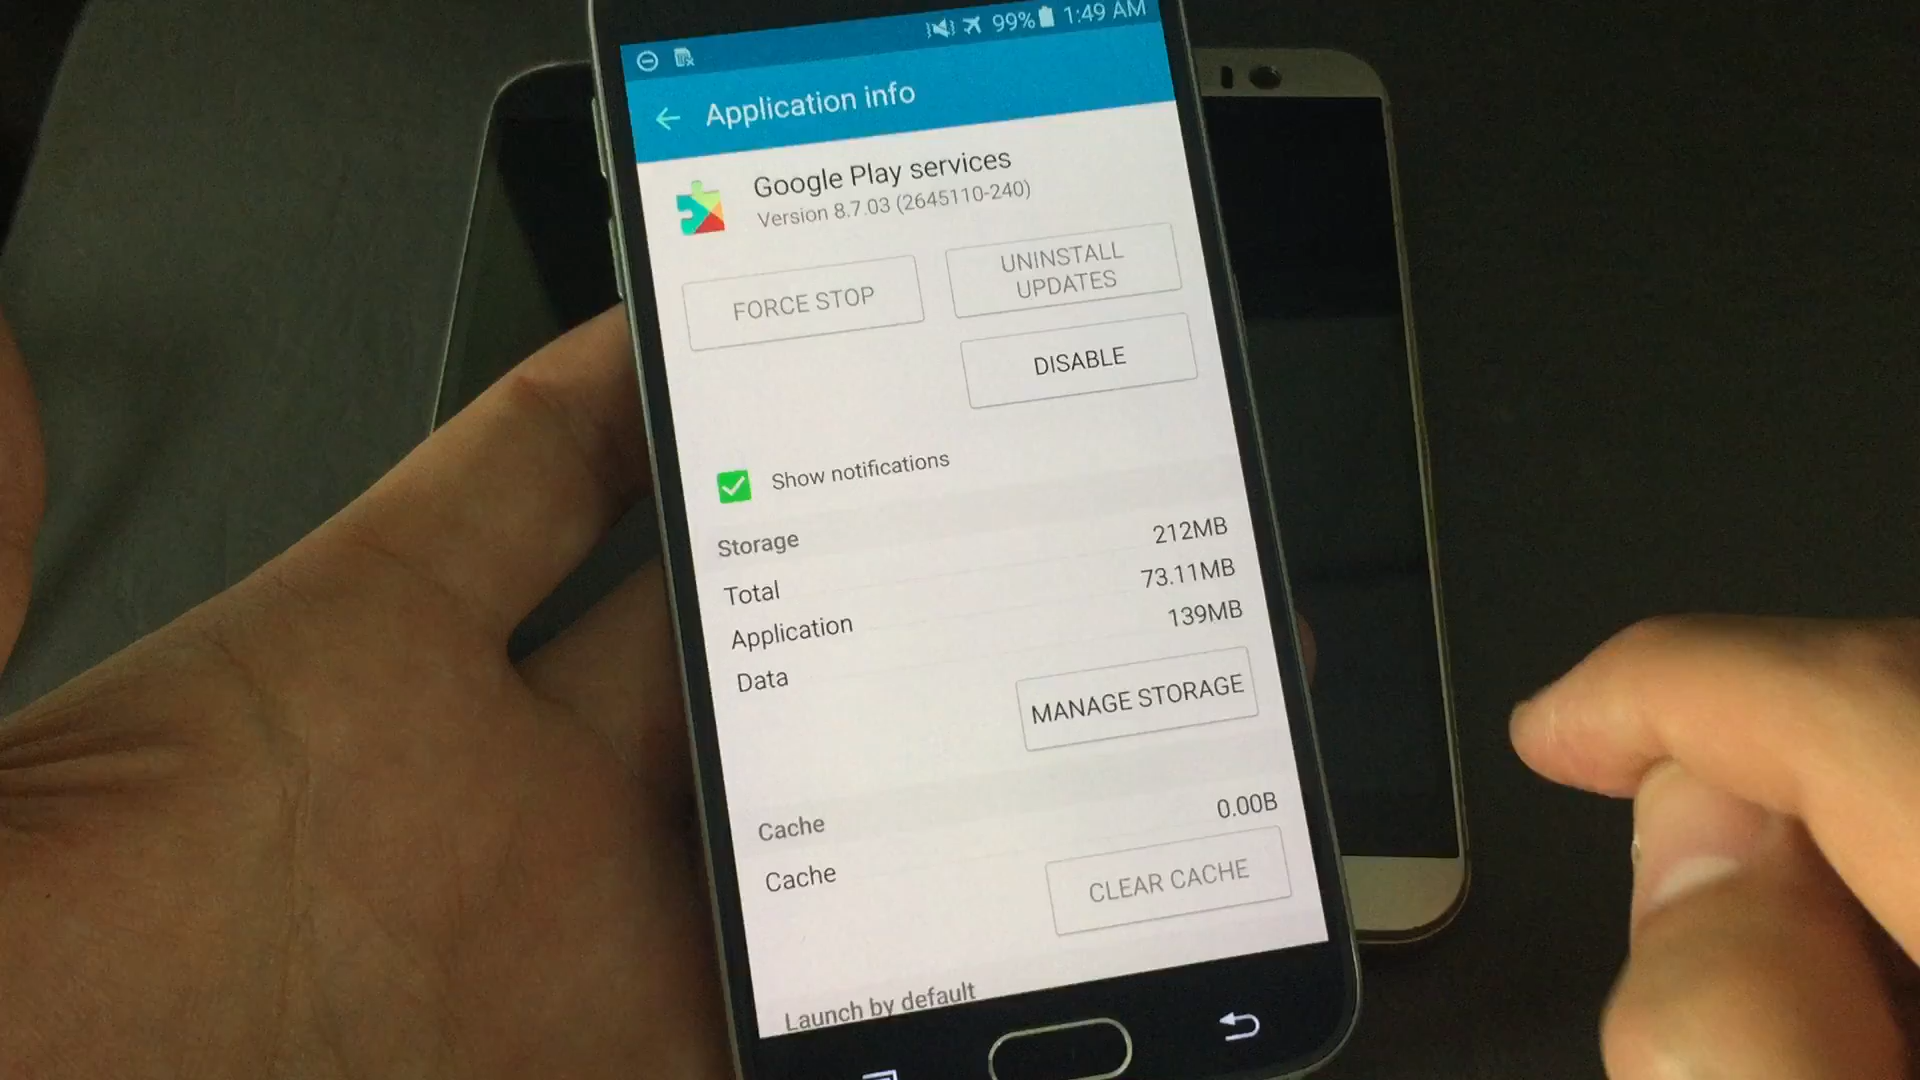 99% 1:49 AM
Application info
Google Play services
Version 8.7.03 (2645110-240)
FORCE STOP
UNINSTALL
UPDATES
DISABLE
Show notifications
Storage
Total 212MB
Application 73.11MB
Data 139MB
MANAGE STORAGE
Cache
Cache 0.00B
CLEAR CACHE
Launch by default